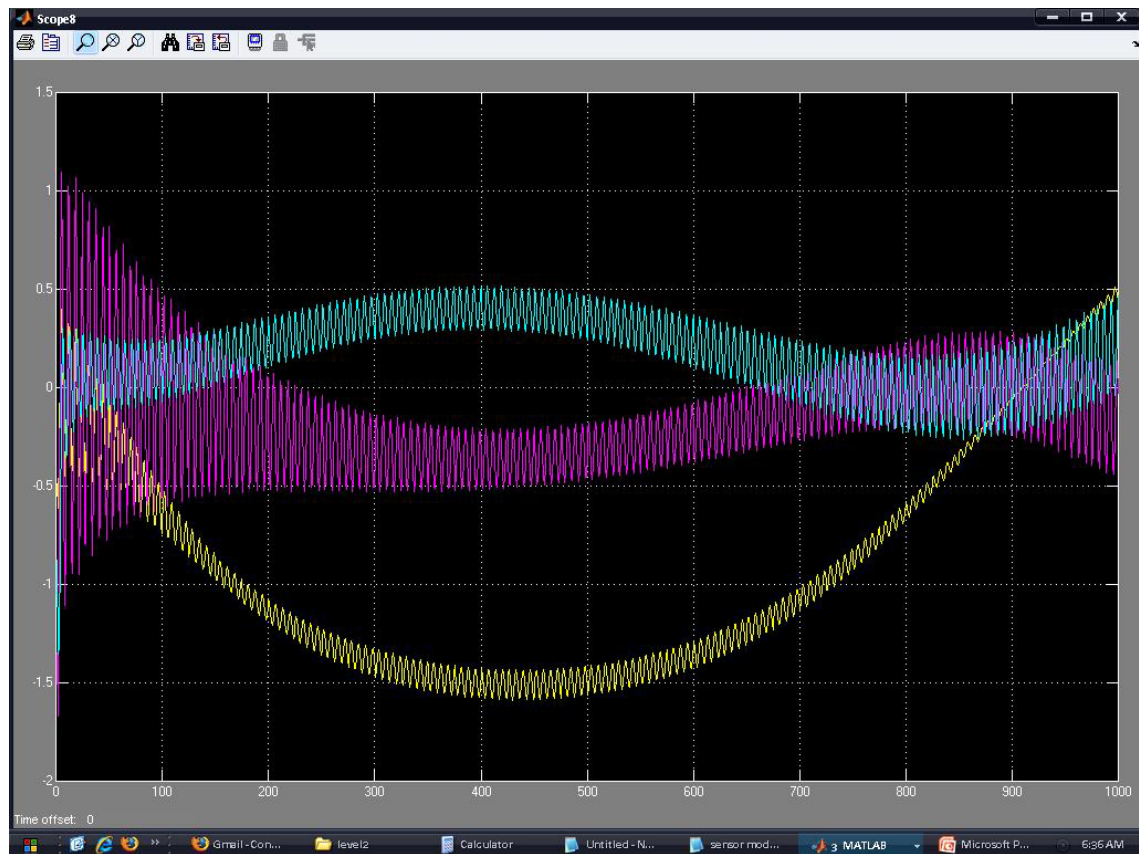 Scope8
1.5
1
0.5
0
-0.5
-1
-1.5
-2
0 100 200 300 400 500 600 700 800 900 1000
Time offset: 0
Gmail - Con... level2 Calculator Untitled - N... sensor mod... 3 MATLAB Microsoft P... 6:36 AM